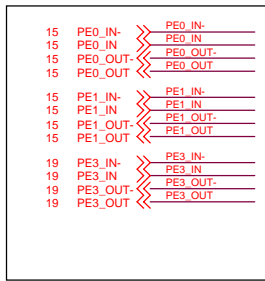 15 PE0_IN- PE0_IN-
15 PE0_IN PE0_IN
15 PE0_OUT- PE0_OUT-
15 PE0_OUT PE0_OUT
15 PE1_IN- PE1_IN-
15 PE1_IN PE1_IN
15 PE1_OUT- PE1_OUT-
15 PE1_OUT PE1_OUT
19 PE3_IN- PE3_IN-
19 PE3_IN PE3_IN
19 PE3_OUT- PE3_OUT-
19 PE3_OUT PE3_OUT